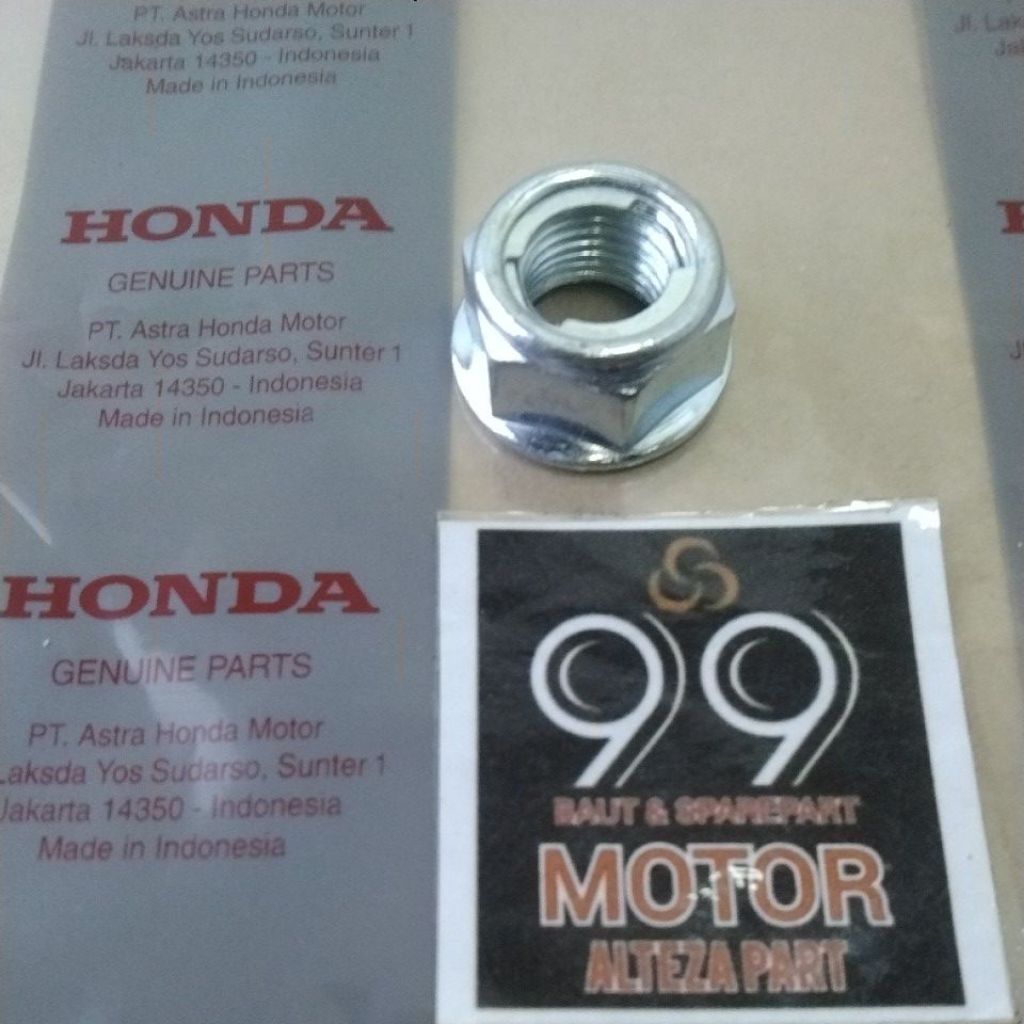 PT. Astra Honda Motor
Jl. Laksda Yos Sudarso, Sunter 1
Jakarta 14350 - Indonesia
Made in Indonesia
HONDA
GENUINE PARTS
PT. Astra Honda Motor
Jl. Laksda Yos Sudarso, Sunter 1
Jakarta 14350 - Indonesia
Made in Indonesia
HONDA
GENUINE PARTS
PT. Astra Honda Motor
Laksda Yos Sudarso, Sunter 1
Jakarta 14350 - Indonesia
Made in Indonesia
99
BAUT & SPAREPART
MOTOR
ALTEZA PART